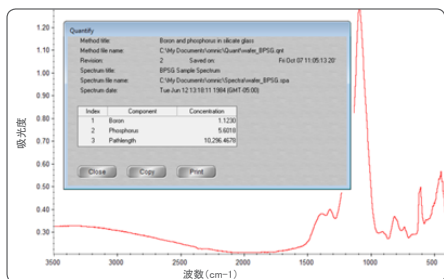 Quantify
Method title: Boron and phosphorus in silicate glass
Method file name: C:\My Documents\omnic\Quant\wafer_BPSG.qnt
Revision: 2 Saved on: Fri Oct 07 11:05:13 20'
Spectrum title: BPSG Sample Spectrum
Spectrum file name: C:\My Documents\omnic\Spectra\wafer_BPSG.spa
Spectrum date: Tue Jun 12 13:18:11 1984 (GMT-05:00)
Index Component Concentration
1 Boron 1.1230
2 Phosphorus 5.6018
3 Pathlength 10,296.4678
Close Copy Print
吸光度
1.20
1.10
1.00
0.90
0.80
0.70
0.60
0.50
0.40
0.30
3500 3000 2500 2000 1500 1000 500
波数(cm-1)